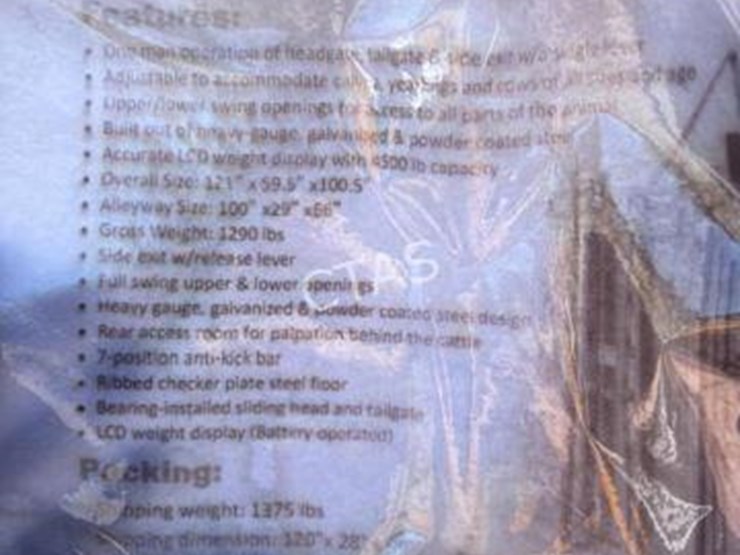 Features:
• One man operation of headgate, tailgate & side exit w/a single lever
• Adjustable to accommodate calves, yearlings and cows of all sizes and age
• Upper/lower swing openings for access to all parts of the animal
• Built out of heavy gauge, galvanized & powder coated steel
• Accurate LCD weight display with 4500 lb capacity
• Overall Size: 121" x 59.5" x100.5"
• Alleyway Size: 100" x29" x66"
• Gross Weight: 1290 lbs
• Side exit w/release lever
• Full swing upper & lower openings
CTAS
• Heavy gauge, galvanized & powder coated steel design
• Rear access room for palpation behind the cattle
• 7-position anti-kick bar
• Ribbed checker plate steel floor
• Bearing-installed sliding head and tailgate
• LCD weight display (Battery operated)
Packing:
Shipping weight: 1375 lbs
Shipping dimension: 120"x 28"